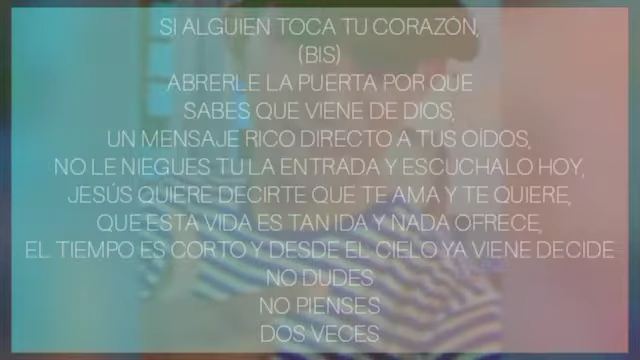 SI ALGUIEN TOCA TU CORAZÓN,
(BIS)
ABRERLE LA PUERTA POR QUE
SABES QUE VIENE DE DIOS,
UN MENSAJE RICO DIRECTO A TUS OÍDOS,
NO LE NIEGUES TU LA ENTRADA Y ESCUCHALO HOY,
JESÚS QUIERE DECIRTE QUE TE AMA Y TE QUIERE,
QUE ESTA VIDA ES TAN IDA Y NADA OFRECE,
EL TIEMPO ES CORTO Y DESDE EL CIELO YA VIENE DECIDE
NO DUDES
NO PIENSES
DOS VECES